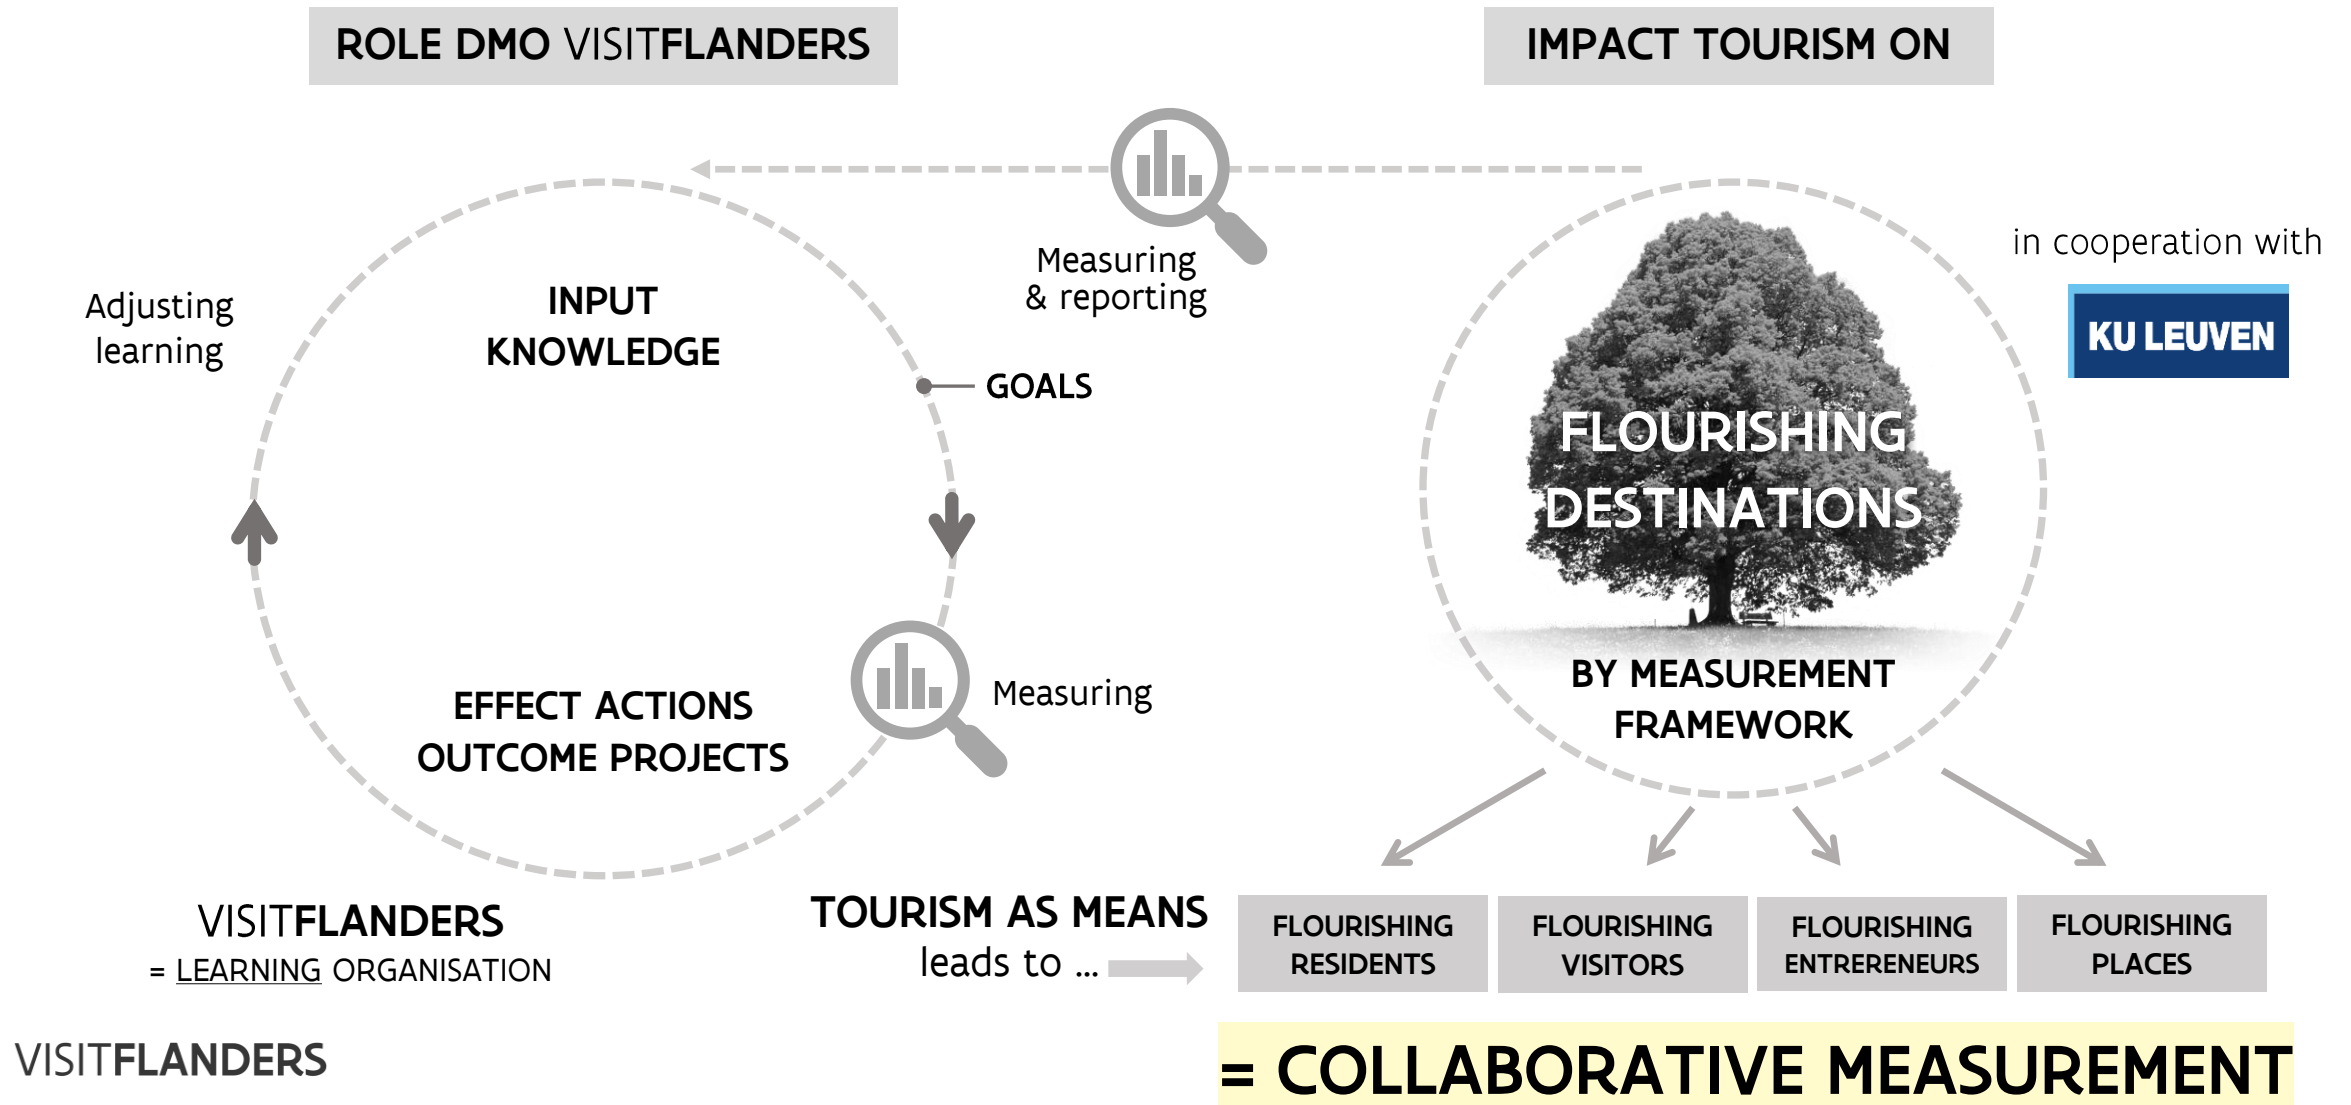 ROLE DMO VISITFLANDERS
IMPACT TOURISM ON
Adjusting
learning
INPUT
KNOWLEDGE
Measuring
& reporting
GOALS
EFFECT ACTIONS
OUTCOME PROJECTS
Measuring
in cooperation with
KU LEUVEN
FLOURISHING
DESTINATIONS
BY MEASUREMENT
FRAMEWORK
VISITFLANDERS
= LEARNING ORGANISATION
TOURISM AS MEANS
leads to ...
FLOURISHING
RESIDENTS
FLOURISHING
VISITORS
FLOURISHING
ENTRERENEURS
FLOURISHING
PLACES
VISITFLANDERS
= COLLABORATIVE MEASUREMENT